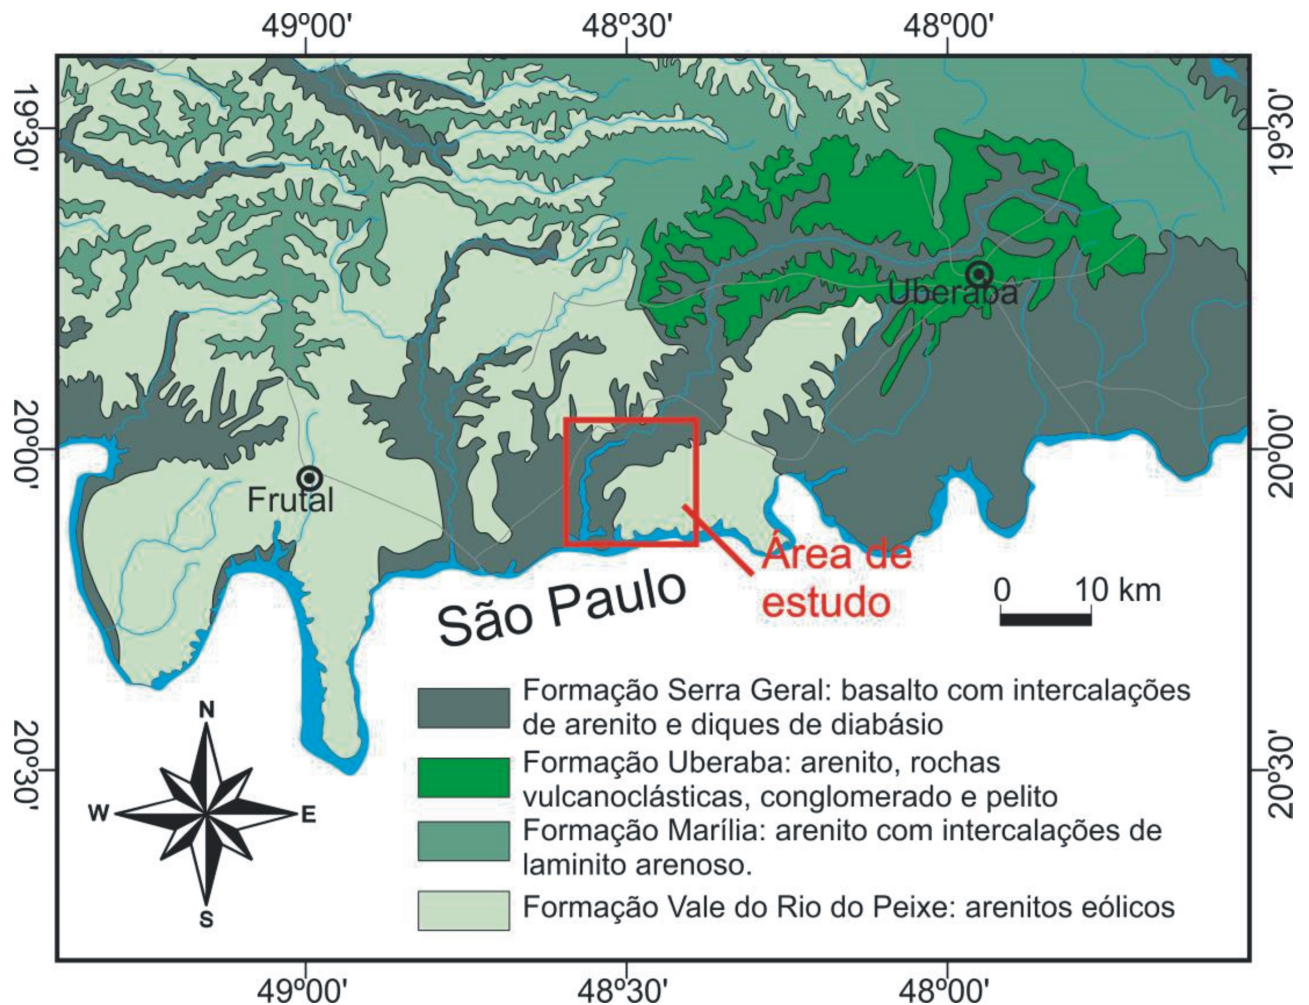 49º00'
48º30'
48º00'
19º30'
19º30'
Uberaba
20º00'
20º00'
Frutal
Área de
estudo
0
10 km
São Paulo
Formação Serra Geral: basalto com intercalações
de arenito e diques de diabásio
Formação Uberaba: arenito, rochas
vulcanoclásticas, conglomerado e pelito
Formação Marília: arenito com intercalações de
laminito arenoso.
Formação Vale do Rio do Peixe: arenitos eólicos
N
W
E
S
20º30'
20º30'
49º00'
48º30'
48º00'